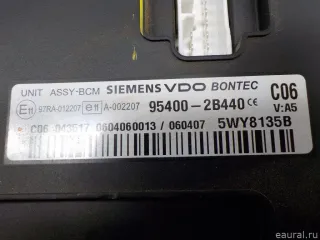 UNIT ASSY-BCM SIEMENS VDO BONTEC C06
E11 97RA-012207 e11 A-002207 95400-2B440 CE V:A5
C06 043617 0604060013 / 060407 5WY8135B
© eaural.ru